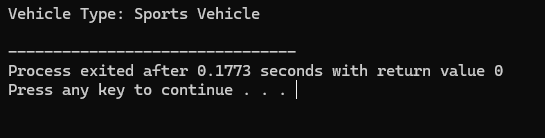 Vehicle Type: Sports Vehicle
--------------------------------
Process exited after 0.1773 seconds with return value 0
Press any key to continue . . .